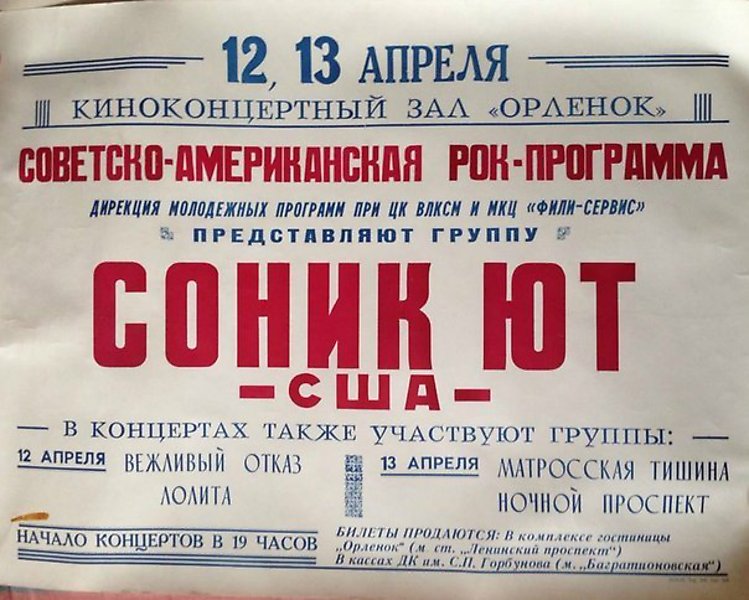 12, 13 АПРЕЛЯ
КИНОКОНЦЕРТНЫЙ ЗАЛ «ОРЛЕНОК»
СОВЕТСКО-АМЕРИКАНСКАЯ РОК-ПРОГРАММА
ДИРЕКЦИЯ МОЛОДЕЖНЫХ ПРОГРАММ ПРИ ЦК ВЛКСМ И МКЦ «ФИЛИ-СЕРВИС»
ПРЕДСТАВЛЯЮТ ГРУППУ
СОНИК ЮТ
–США–
— В КОНЦЕРТАХ ТАКЖЕ УЧАСТВУЮТ ГРУППЫ: —
12 АПРЕЛЯ ВЕЖЛИВЫЙ ОТКАЗ
ЛОЛИТА
13 АПРЕЛЯ МАТРОССКАЯ ТИШИНА
НОЧНОЙ ПРОСПЕКТ
НАЧАЛО КОНЦЕРТОВ В 19 ЧАСОВ
БИЛЕТЫ ПРОДАЮТСЯ: В комплексе гостиницы
„Орленок" (м. ст. „Ленинский проспект")
В кассах ДК им. С.П. Горбунова (м. „Багратионовская")